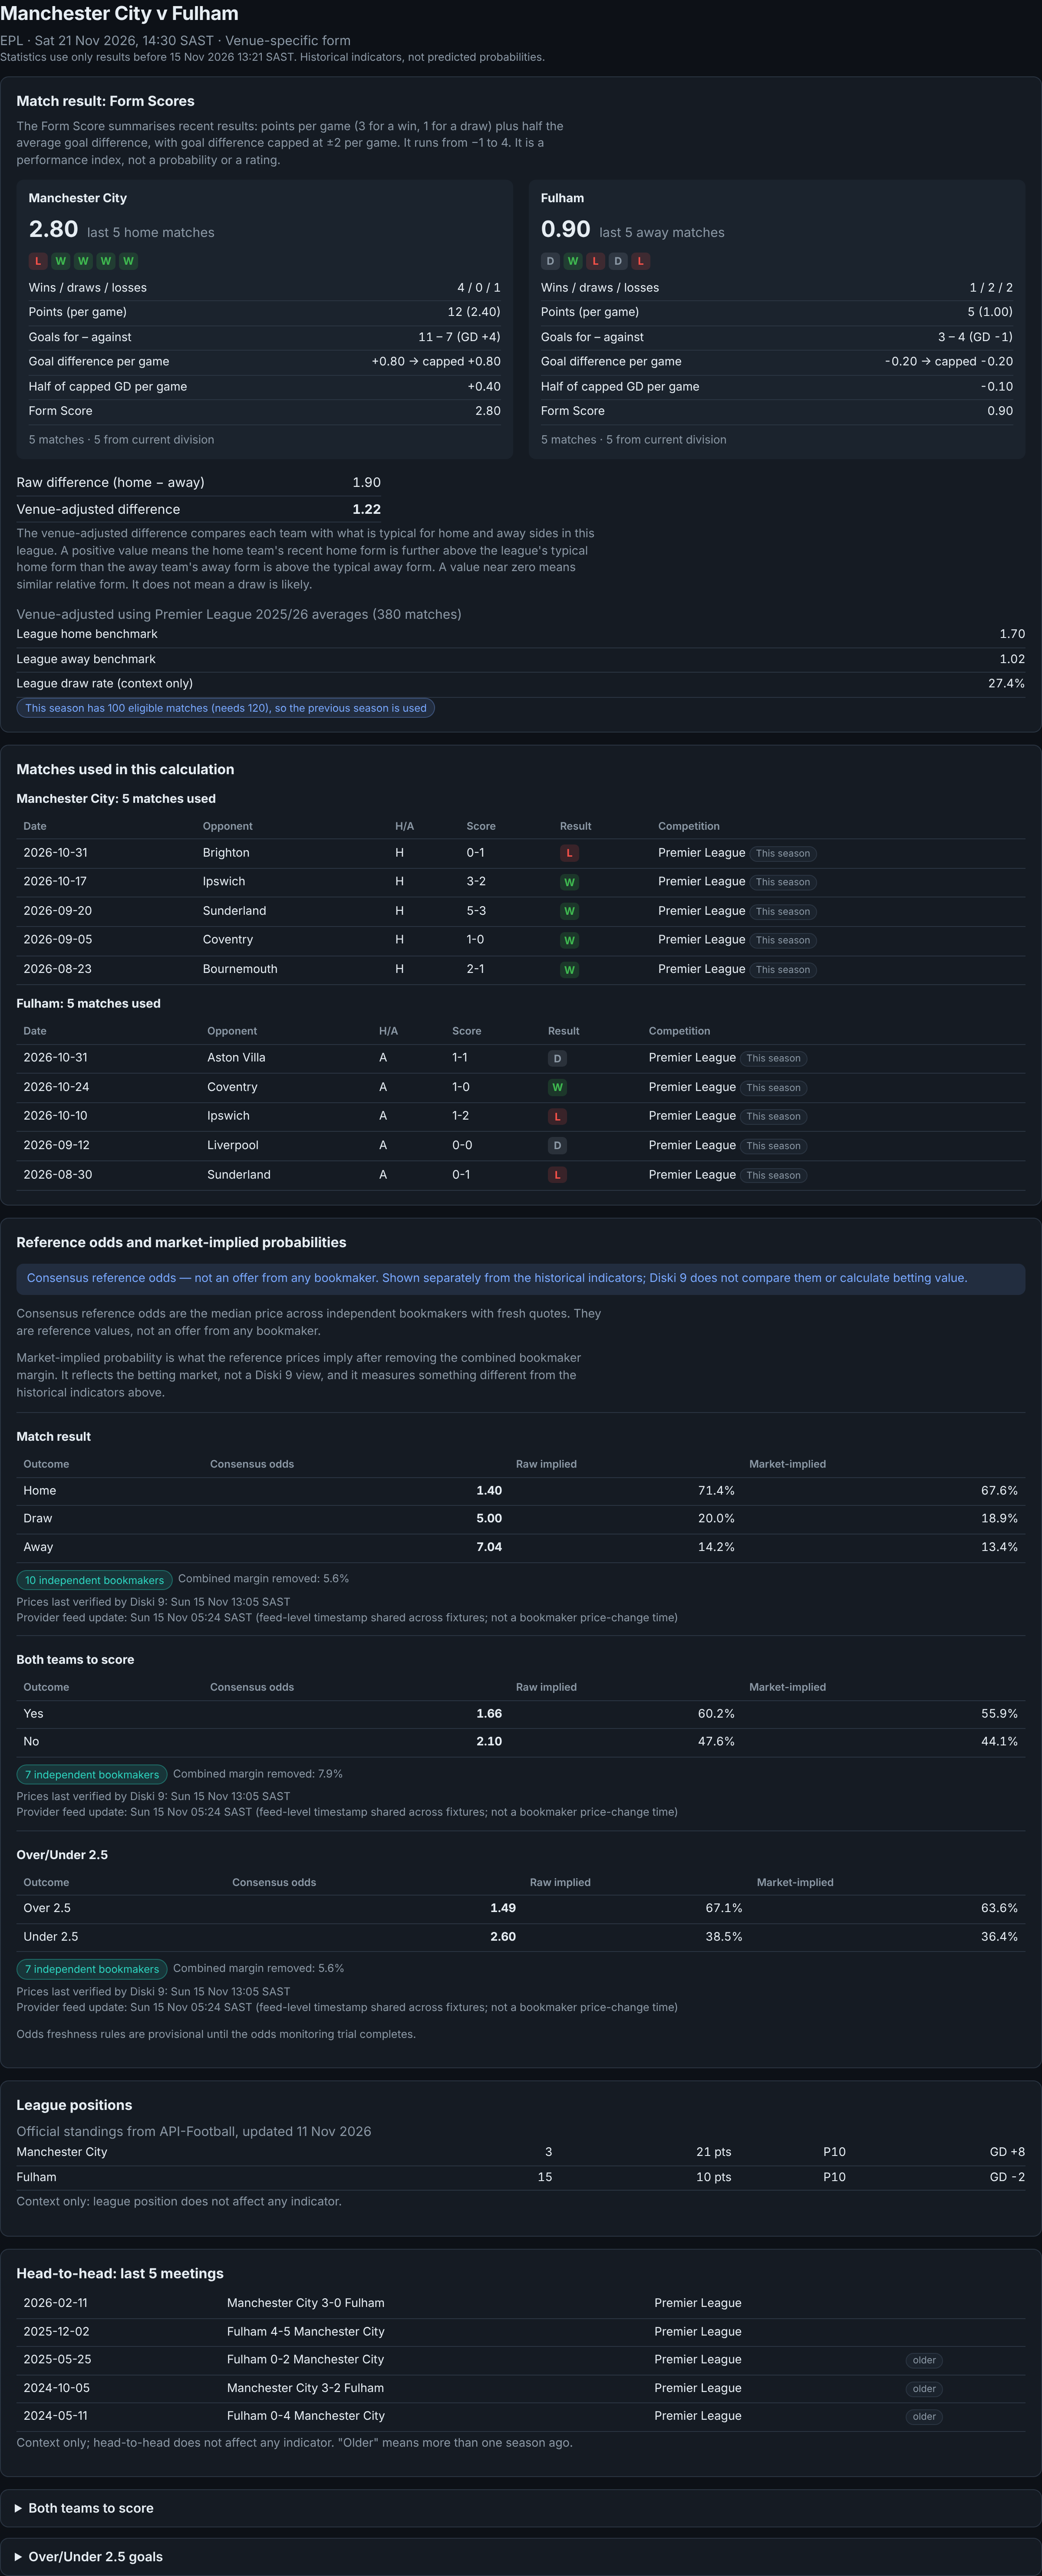 Manchester City v Fulham
EPL · Sat 21 Nov 2026, 14:30 SAST · Venue-specific form
Statistics use only results before 15 Nov 2026 13:21 SAST. Historical indicators, not predicted probabilities.
Match result: Form Scores
The Form Score summarises recent results: points per game (3 for a win, 1 for a draw) plus half the
average goal difference, with goal difference capped at ±2 per game. It runs from −1 to 4. It is a
performance index, not a probability or a rating.
Manchester City
2.80 last 5 home matches
L W W W W
Wins / draws / losses 4 / 0 / 1
Points (per game) 12 (2.40)
Goals for – against 11 – 7 (GD +4)
Goal difference per game +0.80 → capped +0.80
Half of capped GD per game +0.40
Form Score 2.80
5 matches · 5 from current division
Fulham
0.90 last 5 away matches
D W L D L
Wins / draws / losses 1 / 2 / 2
Points (per game) 5 (1.00)
Goals for – against 3 – 4 (GD -1)
Goal difference per game -0.20 → capped -0.20
Half of capped GD per game -0.10
Form Score 0.90
5 matches · 5 from current division
Raw difference (home − away) 1.90
Venue-adjusted difference 1.22
The venue-adjusted difference compares each team with what is typical for home and away sides in this
league. A positive value means the home team's recent home form is further above the league's typical
home form than the away team's away form is above the typical away form. A value near zero means
similar relative form. It does not mean a draw is likely.
Venue-adjusted using Premier League 2025/26 averages (380 matches)
League home benchmark 1.70
League away benchmark 1.02
League draw rate (context only) 27.4%
This season has 100 eligible matches (needs 120), so the previous season is used
Matches used in this calculation
Manchester City: 5 matches used
Date Opponent H/A Score Result Competition
2026-10-31 Brighton H 0-1 L Premier League This season
2026-10-17 Ipswich H 3-2 W Premier League This season
2026-09-20 Sunderland H 5-3 W Premier League This season
2026-09-05 Coventry H 1-0 W Premier League This season
2026-08-23 Bournemouth H 2-1 W Premier League This season
Fulham: 5 matches used
Date Opponent H/A Score Result Competition
2026-10-31 Aston Villa A 1-1 D Premier League This season
2026-10-24 Coventry A 1-0 W Premier League This season
2026-10-10 Ipswich A 1-2 L Premier League This season
2026-09-12 Liverpool A 0-0 D Premier League This season
2026-08-30 Sunderland A 0-1 L Premier League This season
Reference odds and market-implied probabilities
Consensus reference odds — not an offer from any bookmaker. Shown separately from the historical indicators; Diski 9 does not compare them or calculate betting value.
Consensus reference odds are the median price across independent bookmakers with fresh quotes. They
are reference values, not an offer from any bookmaker.
Market-implied probability is what the reference prices imply after removing the combined bookmaker
margin. It reflects the betting market, not a Diski 9 view, and it measures something different from the
historical indicators above.
Match result
Outcome Consensus odds Raw implied Market-implied
Home 1.40 71.4% 67.6%
Draw 5.00 20.0% 18.9%
Away 7.04 14.2% 13.4%
10 independent bookmakers Combined margin removed: 5.6%
Prices last verified by Diski 9: Sun 15 Nov 13:05 SAST
Provider feed update: Sun 15 Nov 05:24 SAST (feed-level timestamp shared across fixtures; not a bookmaker price-change time)
Both teams to score
Outcome Consensus odds Raw implied Market-implied
Yes 1.66 60.2% 55.9%
No 2.10 47.6% 44.1%
7 independent bookmakers Combined margin removed: 7.9%
Prices last verified by Diski 9: Sun 15 Nov 13:05 SAST
Provider feed update: Sun 15 Nov 05:24 SAST (feed-level timestamp shared across fixtures; not a bookmaker price-change time)
Over/Under 2.5
Outcome Consensus odds Raw implied Market-implied
Over 2.5 1.49 67.1% 63.6%
Under 2.5 2.60 38.5% 36.4%
7 independent bookmakers Combined margin removed: 5.6%
Prices last verified by Diski 9: Sun 15 Nov 13:05 SAST
Provider feed update: Sun 15 Nov 05:24 SAST (feed-level timestamp shared across fixtures; not a bookmaker price-change time)
Odds freshness rules are provisional until the odds monitoring trial completes.
League positions
Official standings from API-Football, updated 11 Nov 2026
Manchester City 3 21 pts P10 GD +8
Fulham 15 10 pts P10 GD -2
Context only: league position does not affect any indicator.
Head-to-head: last 5 meetings
2026-02-11 Manchester City 3-0 Fulham Premier League
2025-12-02 Fulham 4-5 Manchester City Premier League
2025-05-25 Fulham 0-2 Manchester City Premier League older
2024-10-05 Manchester City 3-2 Fulham Premier League older
2024-05-11 Fulham 0-4 Manchester City Premier League older
Context only; head-to-head does not affect any indicator. "Older" means more than one season ago.
Both teams to score
Over/Under 2.5 goals